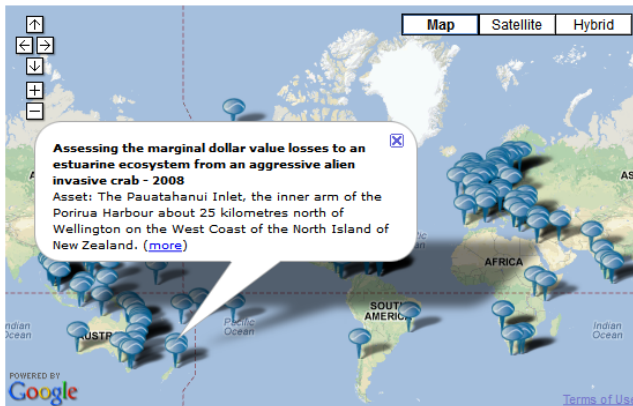 Map Satellite Hybrid
Assessing the marginal dollar value losses to an
estuarine ecosystem from an aggressive alien
invasive crab - 2008
Asset: The Pauatahanui Inlet, the inner arm of the
Porirua Harbour about 25 kilometres north of
Wellington on the West Coast of the North Island of
New Zealand. (more)
AFRICA
SOUTH
AMERICA
Pacific
Ocean
Indian
Ocean
Indian
Ocean
POWERED BY
Google
Terms of Use